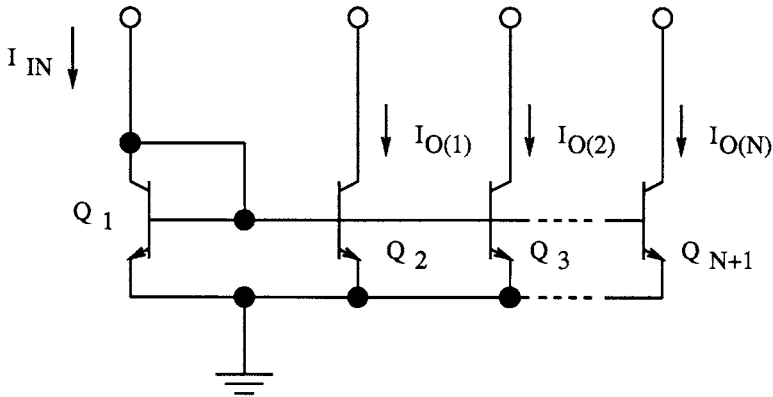 I IN
I O(1)
I O(2)
I O(N)
Q 1
Q 2
Q 3
Q N+1